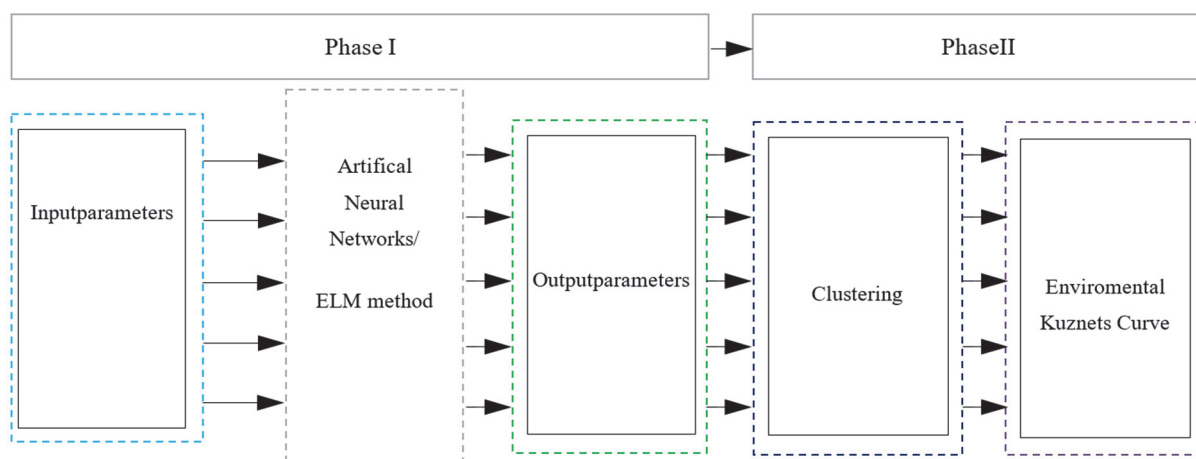 Phase I
PhaseII
Inputparameters
Artifical
Neural
Networks/
ELM method
Outputparameters
Clustering
Enviromental
Kuznets Curve